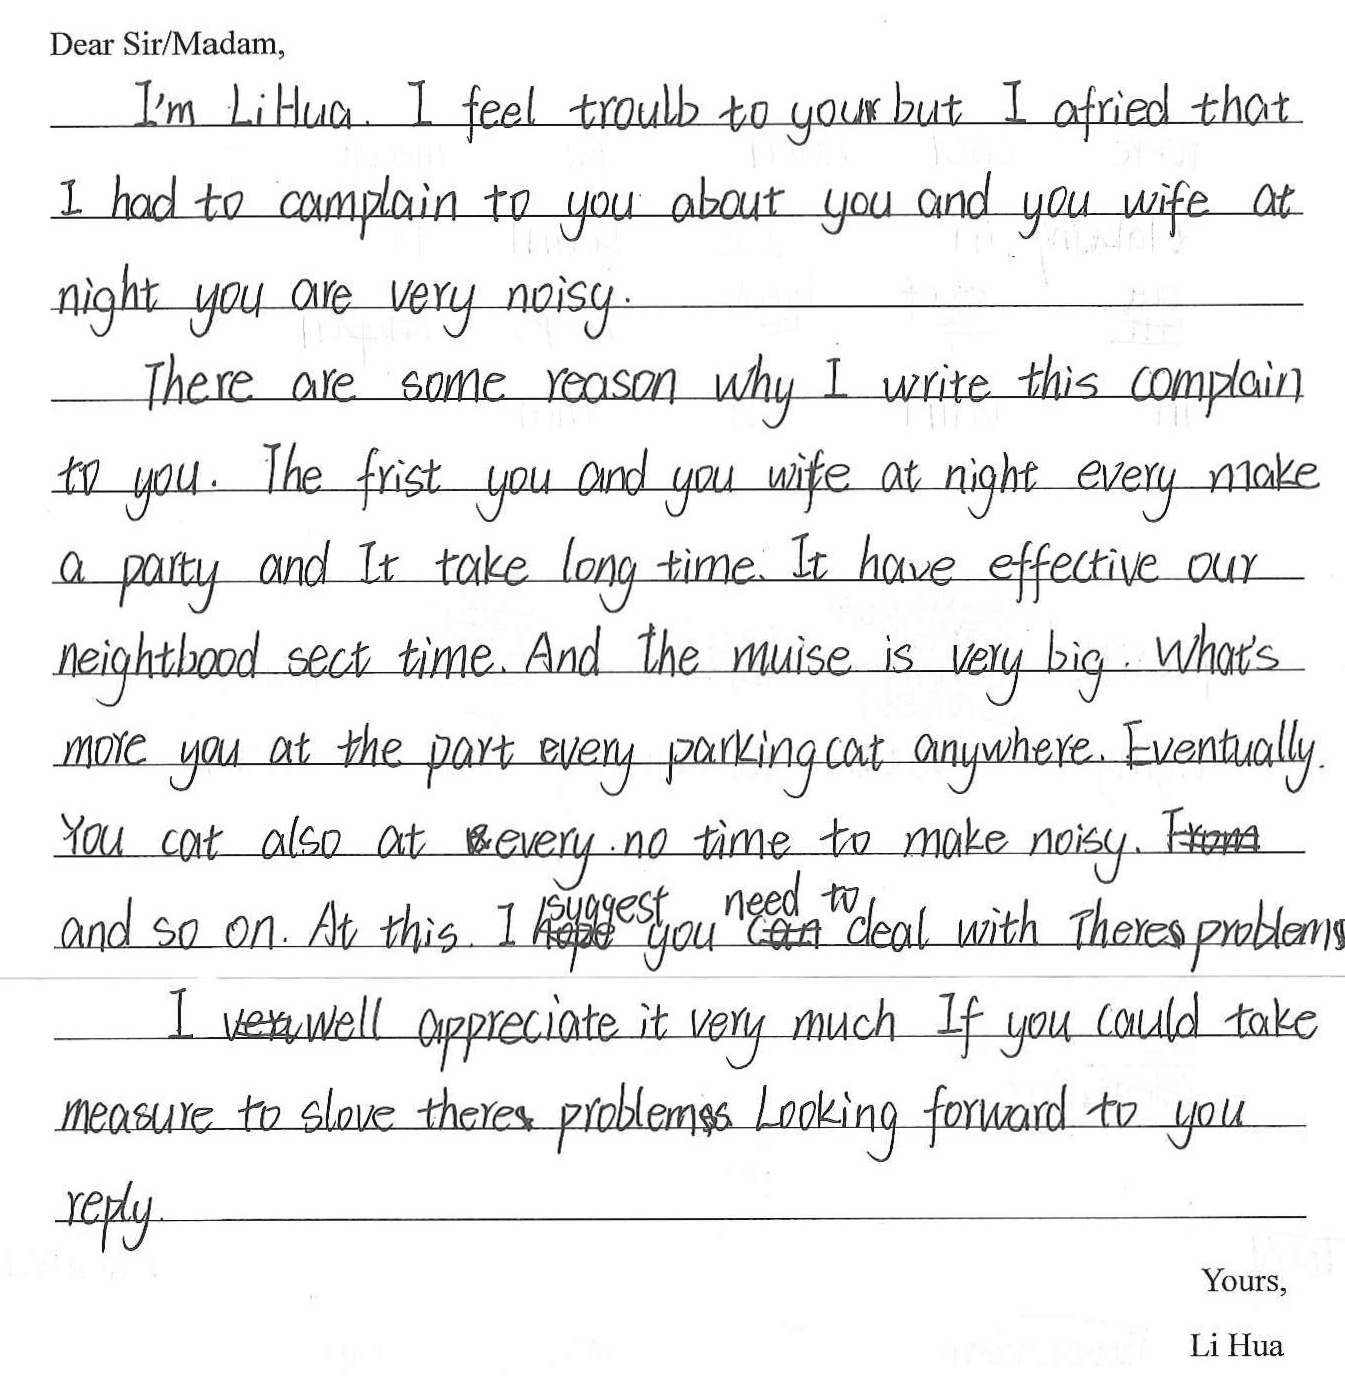 Dear Sir/Madam,
I'm LiHua. I feel troulb to your but I afried that
I had to camplain to you about you and you wife at
night you are very noisy.
There are some reason why I write this complain
to you. The frist you and you wife at night every make
a party and It take long time. It have effective our
neightbood sect time. And the muise is very big. What's
more you at the part every parking cat anywhere. Eventually.
You cat also at every no time to make noisy. From
and so on. At this. I suggest you need to deal with Theres problems
I well appreciate it very much If you cauld take
measure to slove theres problems Looking forward to you
reply.
Yours,
Li Hua